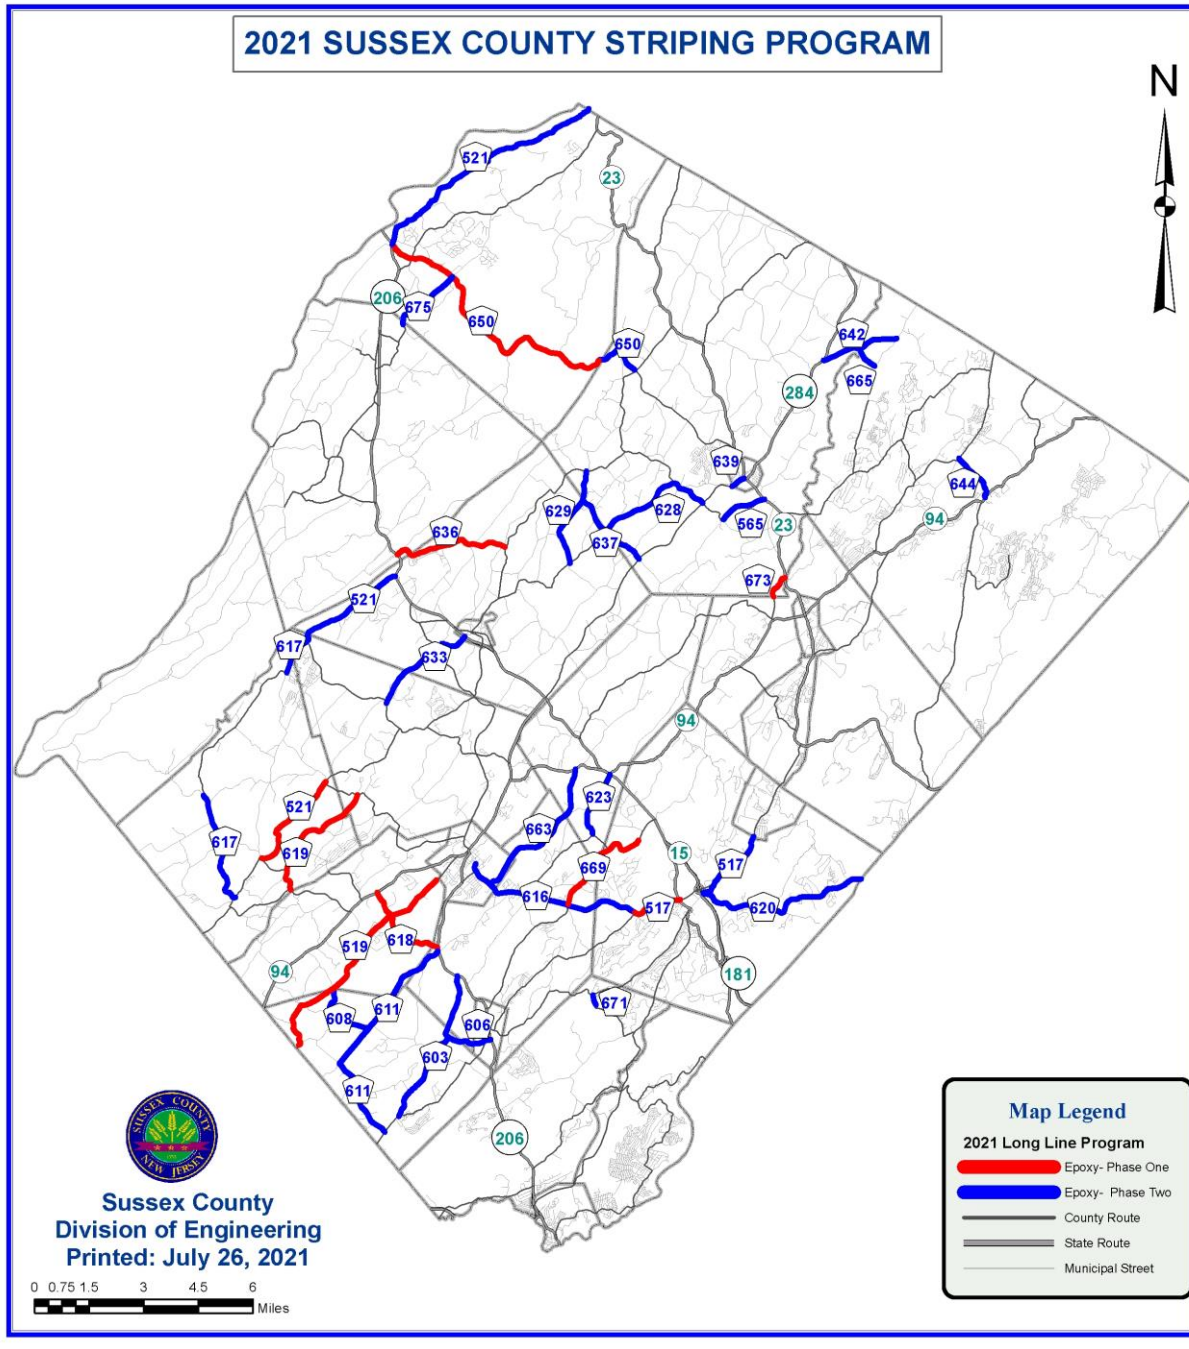 2021 SUSSEX COUNTY STRIPING PROGRAM
N
521
23
206
675
650
650
642
665
284
639
644
94
629
628
565
23
636
637
673
521
617
633
94
521
623
663
617
619
669
15
517
616
517
620
519
618
94
181
611
608
671
606
603
611
206
SUSSEX COUNTY
NEW JERSEY
Sussex County
Division of Engineering
Printed: July 26, 2021
0 0.75 1.5 3 4.5 6
Miles
Map Legend
2021 Long Line Program
Epoxy- Phase One
Epoxy- Phase Two
County Route
State Route
Municipal Street